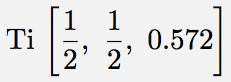 Ti [1/2, 1/2, 0.572]